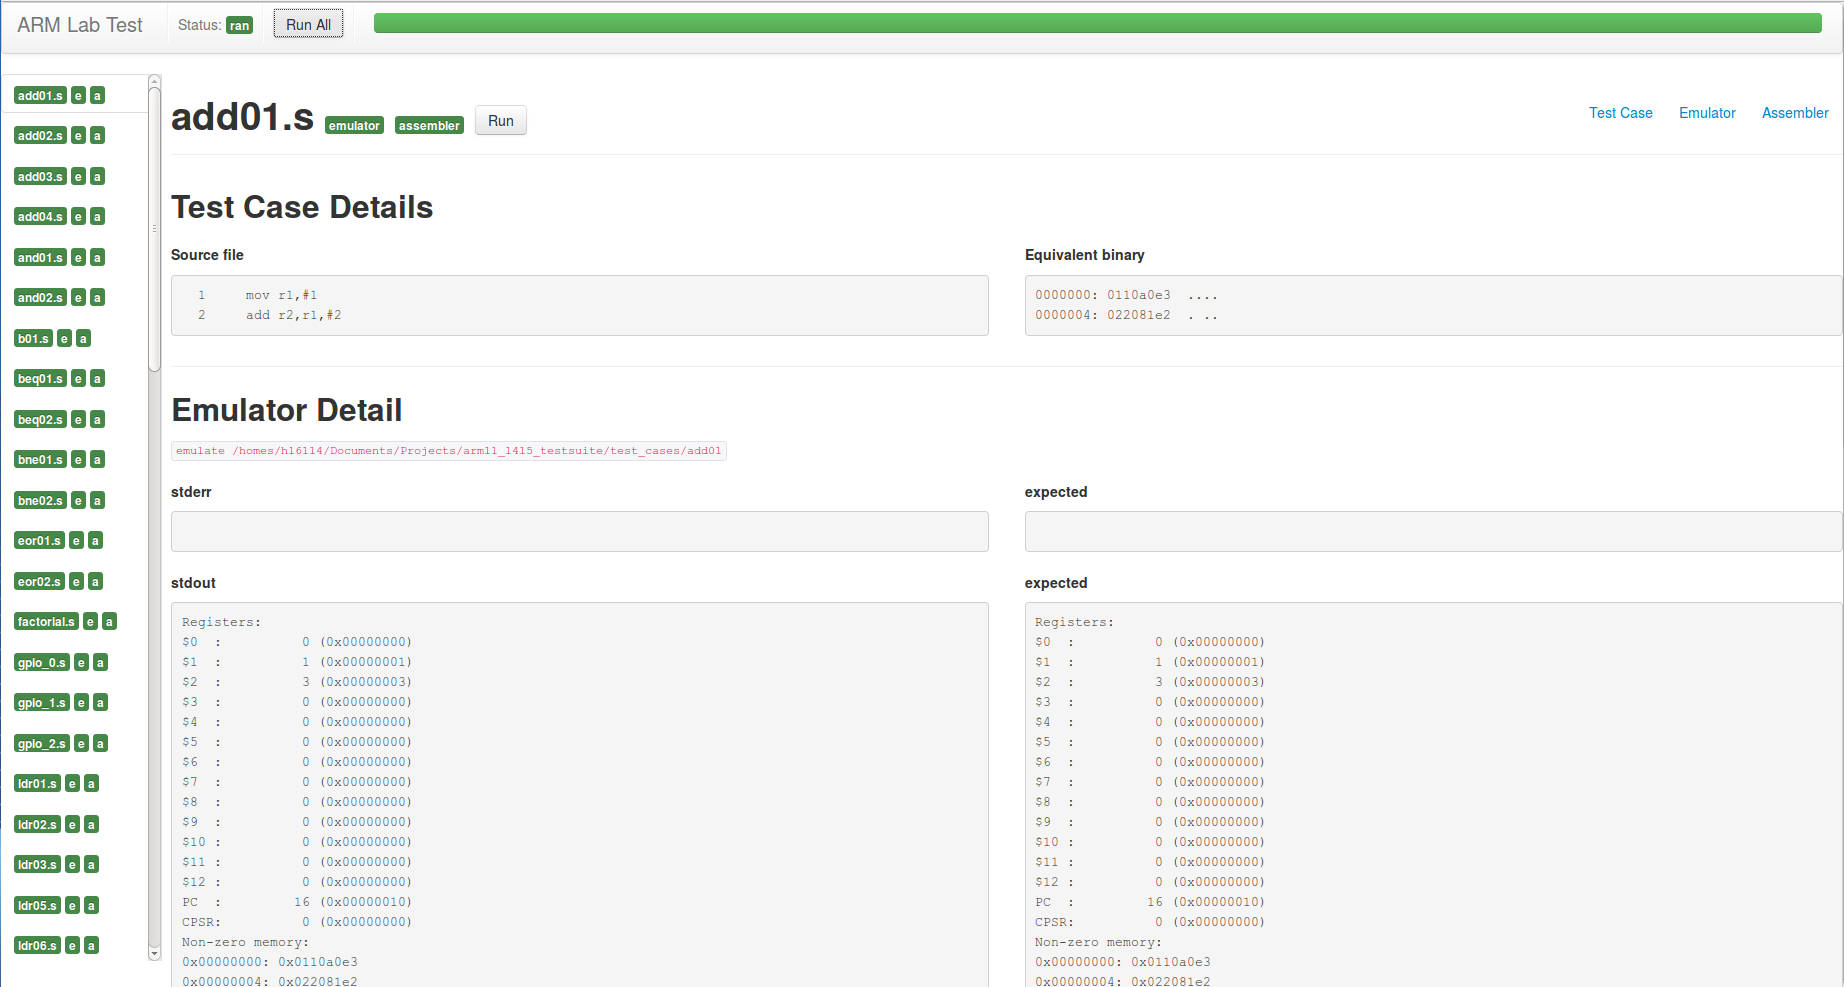 ARM Lab Test Status: ran Run All
add01.s e a
add02.s e a
add03.s e a
add04.s e a
and01.s e a
and02.s e a
b01.s e a
beq01.s e a
beq02.s e a
bne01.s e a
bne02.s e a
eor01.s e a
eor02.s e a
factorial.s e a
gpio_0.s e a
gpio_1.s e a
gpio_2.s e a
ldr01.s e a
ldr02.s e a
ldr03.s e a
ldr05.s e a
ldr06.s e a
add01.s emulator assembler Run
Test Case Emulator Assembler
Test Case Details
Source file
1 mov r1,#1
2 add r2,r1,#2
Equivalent binary
0000000: 0110a0e3 ....
0000004: 022081e2 . ..
Emulator Detail
emulate /homes/hl6114/Documents/Projects/arm11_1415_testsuite/test_cases/add01
stderr
expected
stdout
Registers:
$0 : 0 (0x00000000)
$1 : 1 (0x00000001)
$2 : 3 (0x00000003)
$3 : 0 (0x00000000)
$4 : 0 (0x00000000)
$5 : 0 (0x00000000)
$6 : 0 (0x00000000)
$7 : 0 (0x00000000)
$8 : 0 (0x00000000)
$9 : 0 (0x00000000)
$10 : 0 (0x00000000)
$11 : 0 (0x00000000)
$12 : 0 (0x00000000)
PC : 16 (0x00000010)
CPSR: 0 (0x00000000)
Non-zero memory:
0x00000000: 0x0110a0e3
0x00000004: 0x022081e2
expected
Registers:
$0 : 0 (0x00000000)
$1 : 1 (0x00000001)
$2 : 3 (0x00000003)
$3 : 0 (0x00000000)
$4 : 0 (0x00000000)
$5 : 0 (0x00000000)
$6 : 0 (0x00000000)
$7 : 0 (0x00000000)
$8 : 0 (0x00000000)
$9 : 0 (0x00000000)
$10 : 0 (0x00000000)
$11 : 0 (0x00000000)
$12 : 0 (0x00000000)
PC : 16 (0x00000010)
CPSR: 0 (0x00000000)
Non-zero memory:
0x00000000: 0x0110a0e3
0x00000004: 0x022081e2